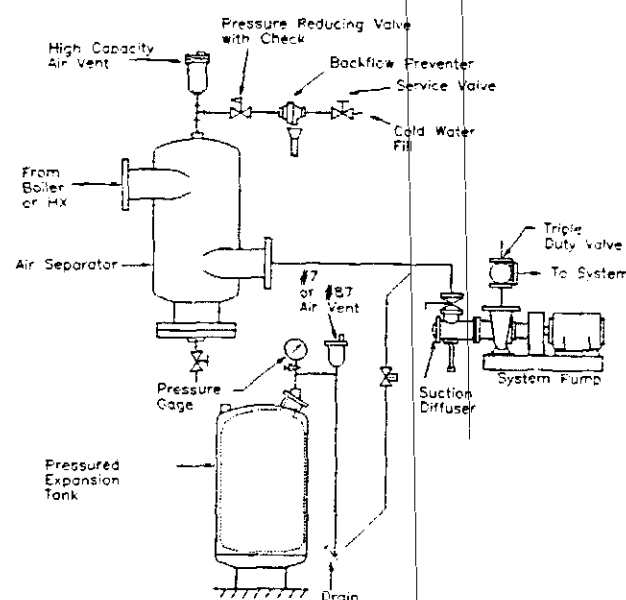 Pressure Reducing Valve
with Check
High Capacity
Air Vent
Backflow Preventer
Service Valve
Cold Water
Fill
From
Boiler
or HX
Triple
Duty Valve
To System
Air Separator
#7
or #87
Air Vent
Pressure
Gage
Suction
Diffuser
System Pump
Pressured
Expansion
Tank
Drain